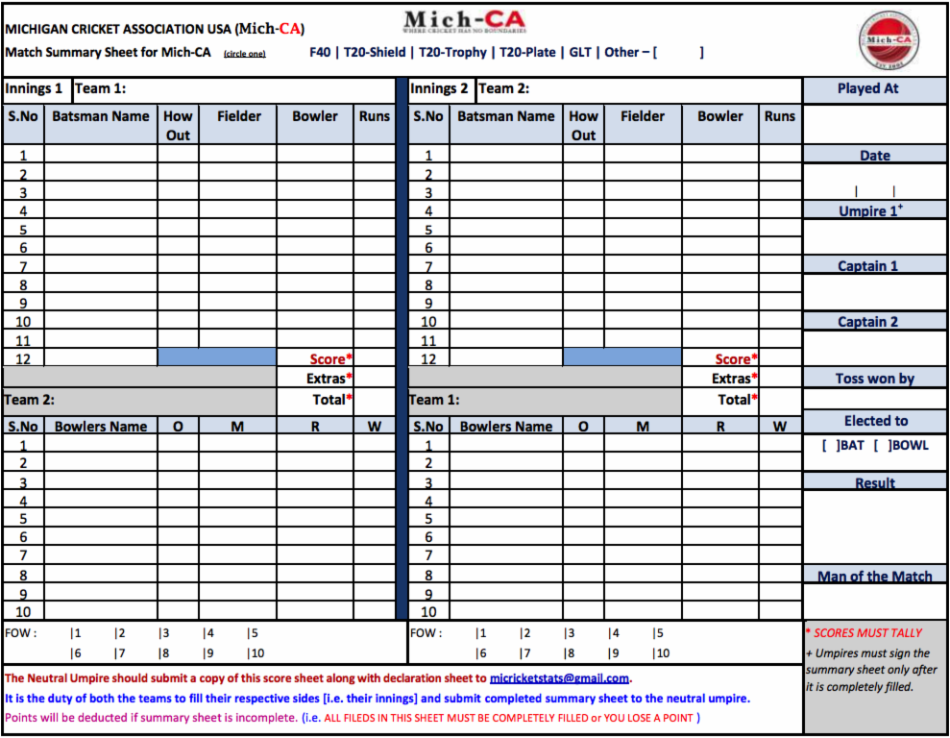 MICHIGAN CRICKET ASSOCIATION USA (Mich-CA)
Mich-CA
WHERE CRICKET HAS NO BOUNDARIES
Mich-CA
Match Summary Sheet for Mich-CA (circle one) F40 | T20-Shield | T20-Trophy | T20-Plate | GLT | Other – [ ]
Innings 1 Team 1: Innings 2 Team 2: Played At
S.No Batsman Name How Out Fielder Bowler Runs S.No Batsman Name How Out Fielder Bowler Runs
1 1 Date
2 2
3 3 | |
4 4 Umpire 1+
5 5
6 6
7 7 Captain 1
8 8
9 9
10 10 Captain 2
11 11
12 Score* 12 Score*
Extras* Extras* Toss won by
Team 2: Total* Team 1: Total*
S.No Bowlers Name O M R W S.No Bowlers Name O M R W Elected to
1 1 [ ]BAT [ ]BOWL
2 2
3 3 Result
4 4
5 5
6 6
7 7
8 8 Man of the Match
9 9
10 10
FOW : |1 |2 |3 |4 |5 FOW : |1 |2 |3 |4 |5
|6 |7 |8 |9 |10 |6 |7 |8 |9 |10
* SCORES MUST TALLY
+ Umpires must sign the
summary sheet only after
it is completely filled.
The Neutral Umpire should submit a copy of this score sheet along with declaration sheet to micricketstats@gmail.com.
It is the duty of both the teams to fill their respective sides [i.e. their innings] and submit completed summary sheet to the neutral umpire.
Points will be deducted if summary sheet is incomplete. (i.e. ALL FILEDS IN THIS SHEET MUST BE COMPLETELY FILLED or YOU LOSE A POINT )